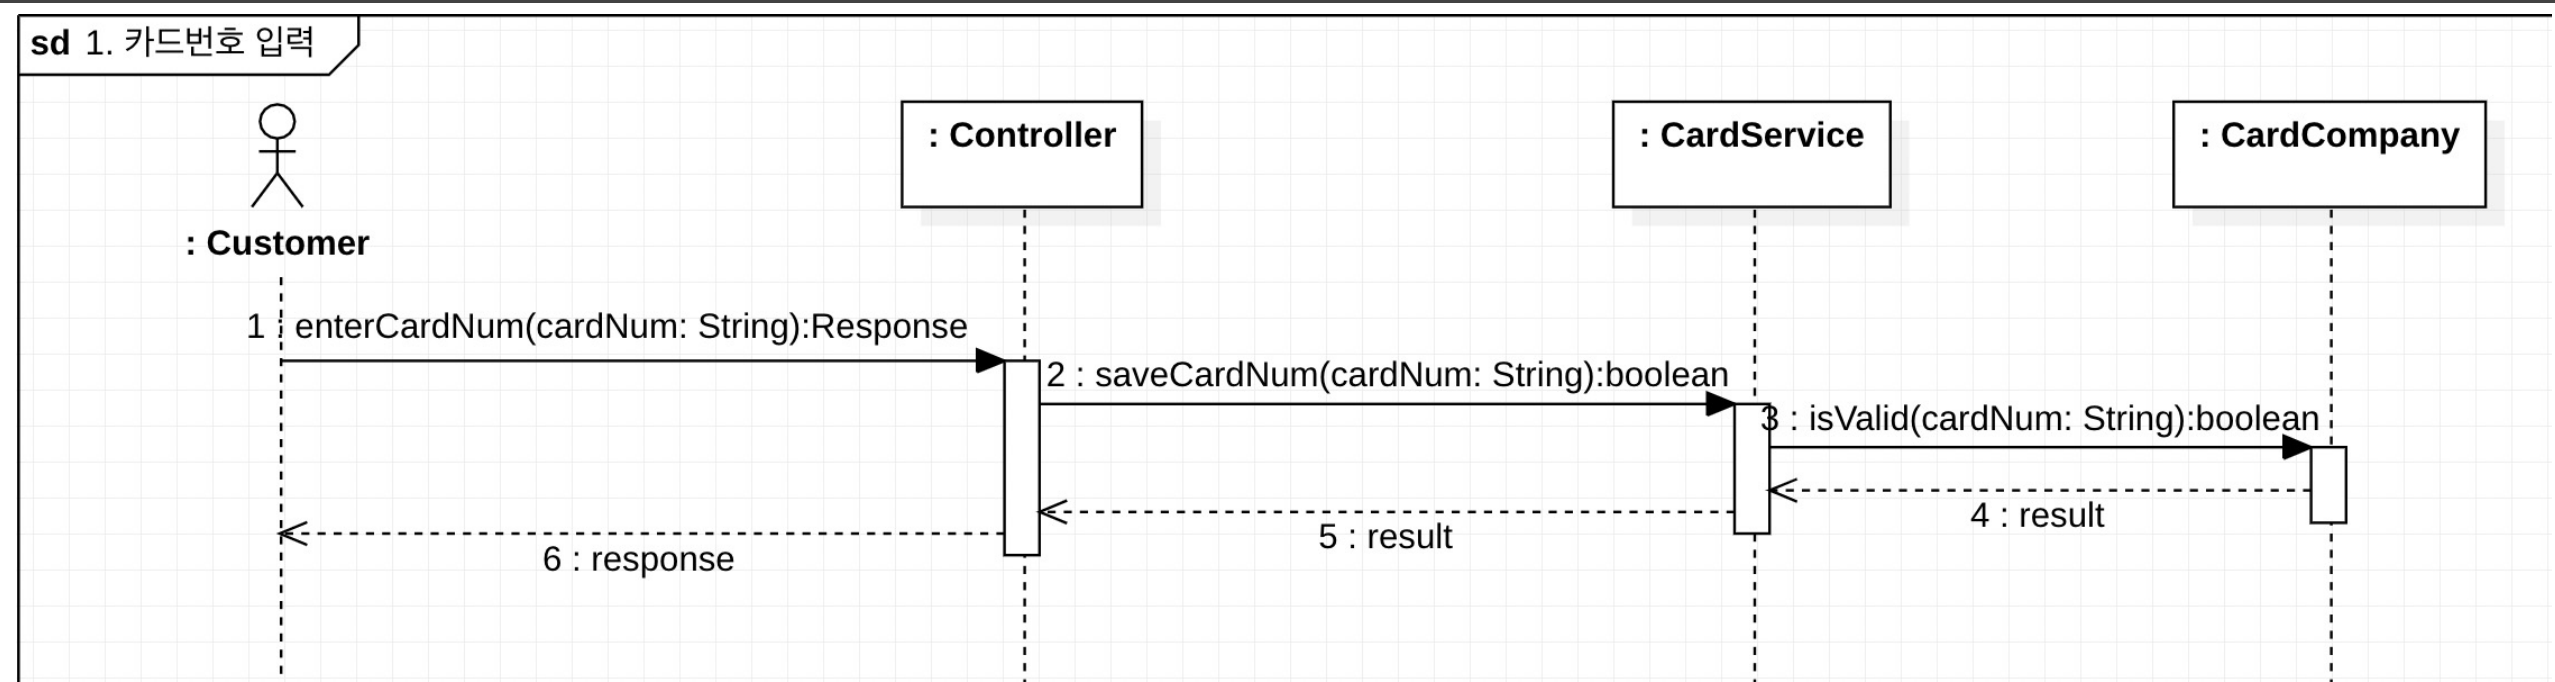 sd 1. 카드번호 입력
: Controller
: CardService
: CardCompany
: Customer
1 : enterCardNum(cardNum: String):Response
2 : saveCardNum(cardNum: String):boolean
3 : isValid(cardNum: String):boolean
4 : result
5 : result
6 : response